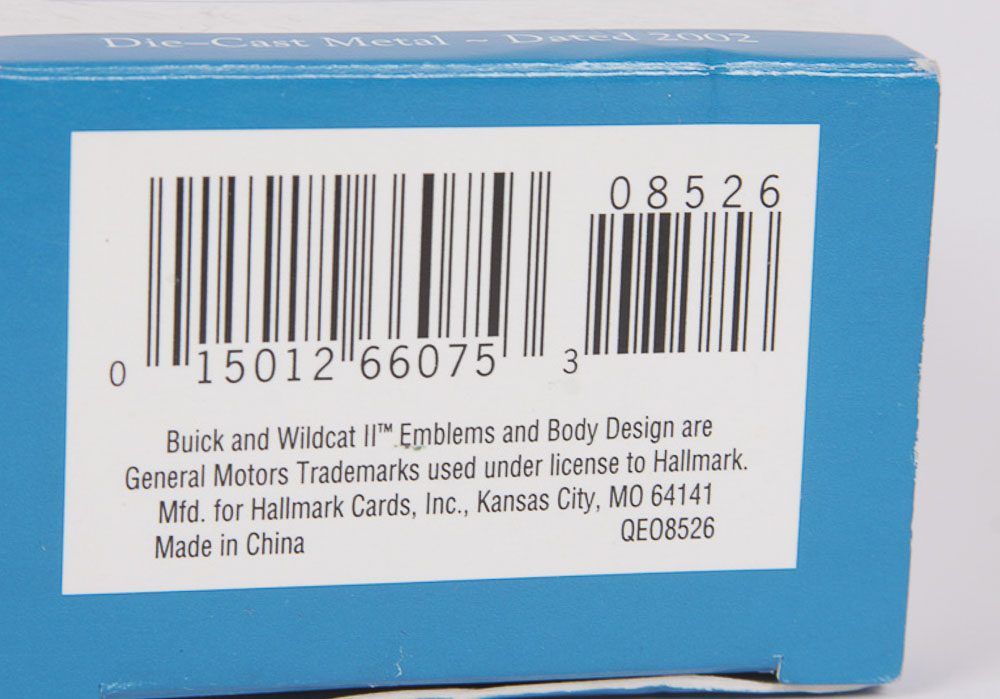 Die-Cast Metal ~ Dated 2002
08526
0 15012 66075 3
Buick and Wildcat II™ Emblems and Body Design are
General Motors Trademarks used under license to Hallmark.
Mfd. for Hallmark Cards, Inc., Kansas City, MO 64141
Made in China QEO8526